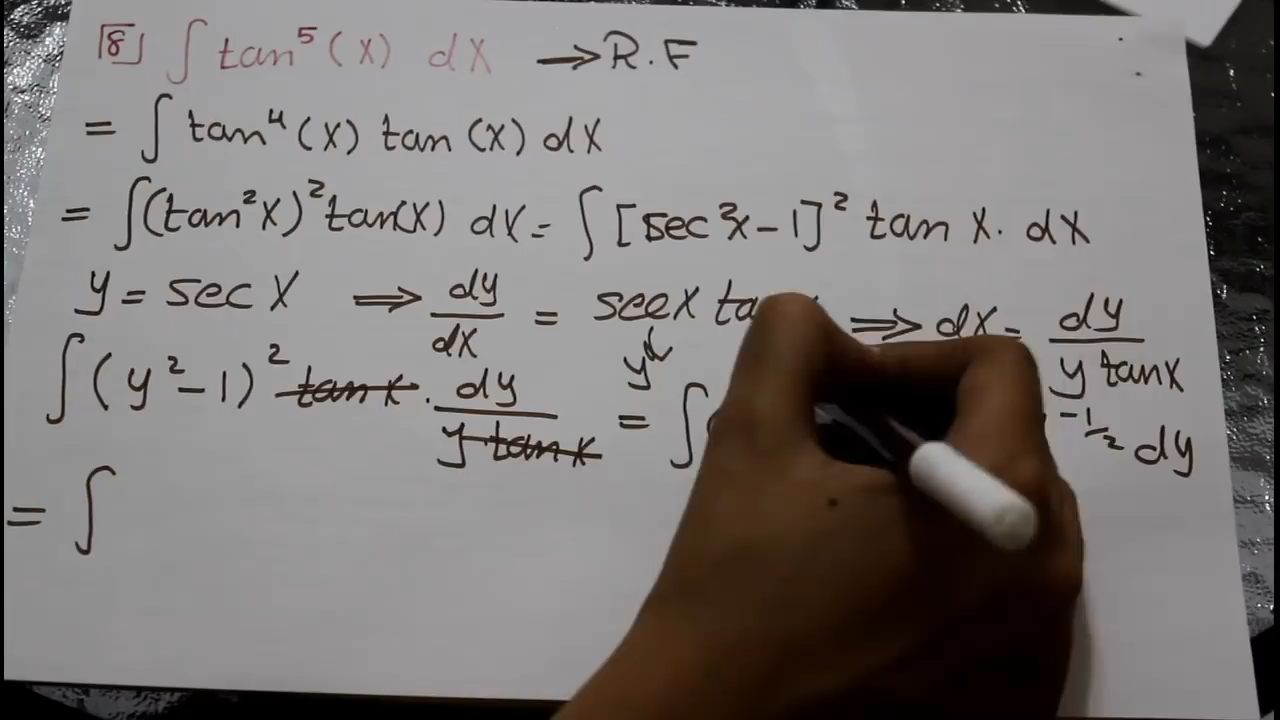 [8] ∫ tan⁵(x) dx → R.F
= ∫ tan⁴(x) tan(x) dx
= ∫(tan²x)² tan(x) dx = ∫ [sec²x-1]² tan x. dx
y = sec x ⇒ dy/dx = secx ta ⇒ dx = dy/(y tanx)
y
∫(y²-1)² tan x . dy/(y tan x) = ∫ -1/2 dy
= ∫